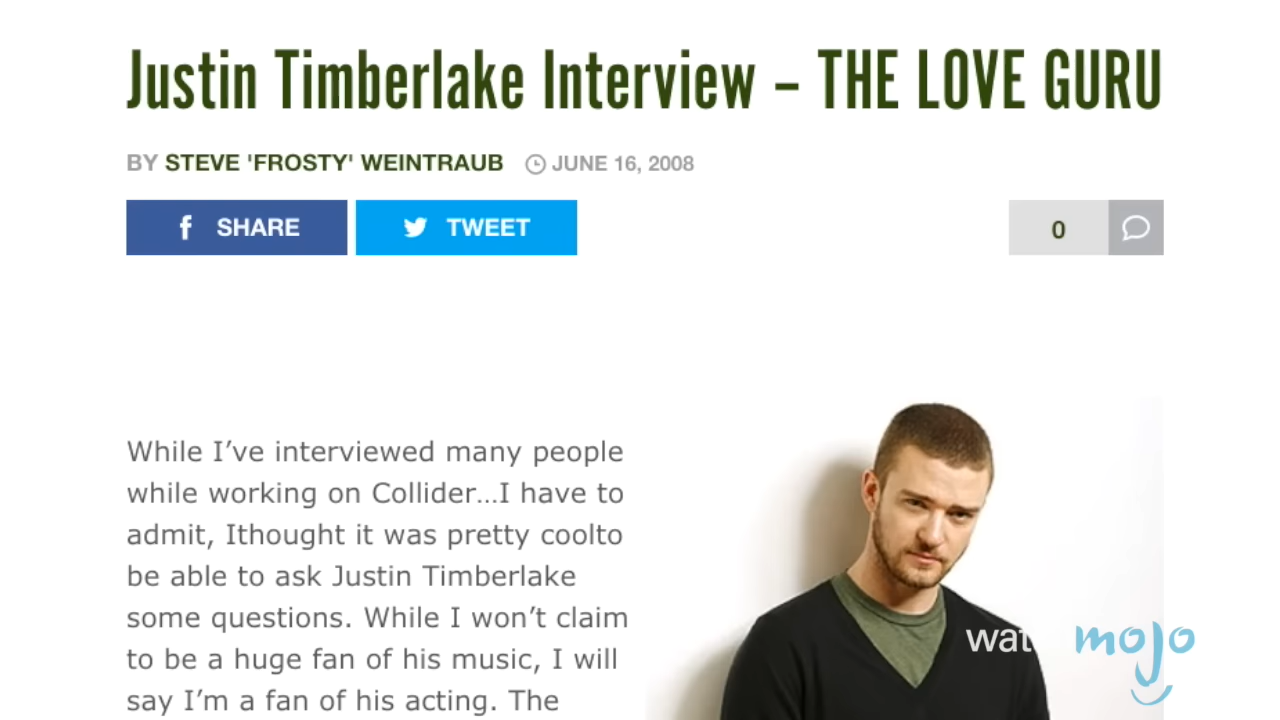 Justin Timberlake Interview – THE LOVE GURU
BY STEVE 'FROSTY' WEINTRAUB JUNE 16, 2008
f SHARE TWEET 0
While I’ve interviewed many people
while working on Collider…I have to
admit, Ithought it was pretty coolto
be able to ask Justin Timberlake
some questions. While I won’t claim
to be a huge fan of his music, I will
say I’m a fan of his acting. The
watch mojo